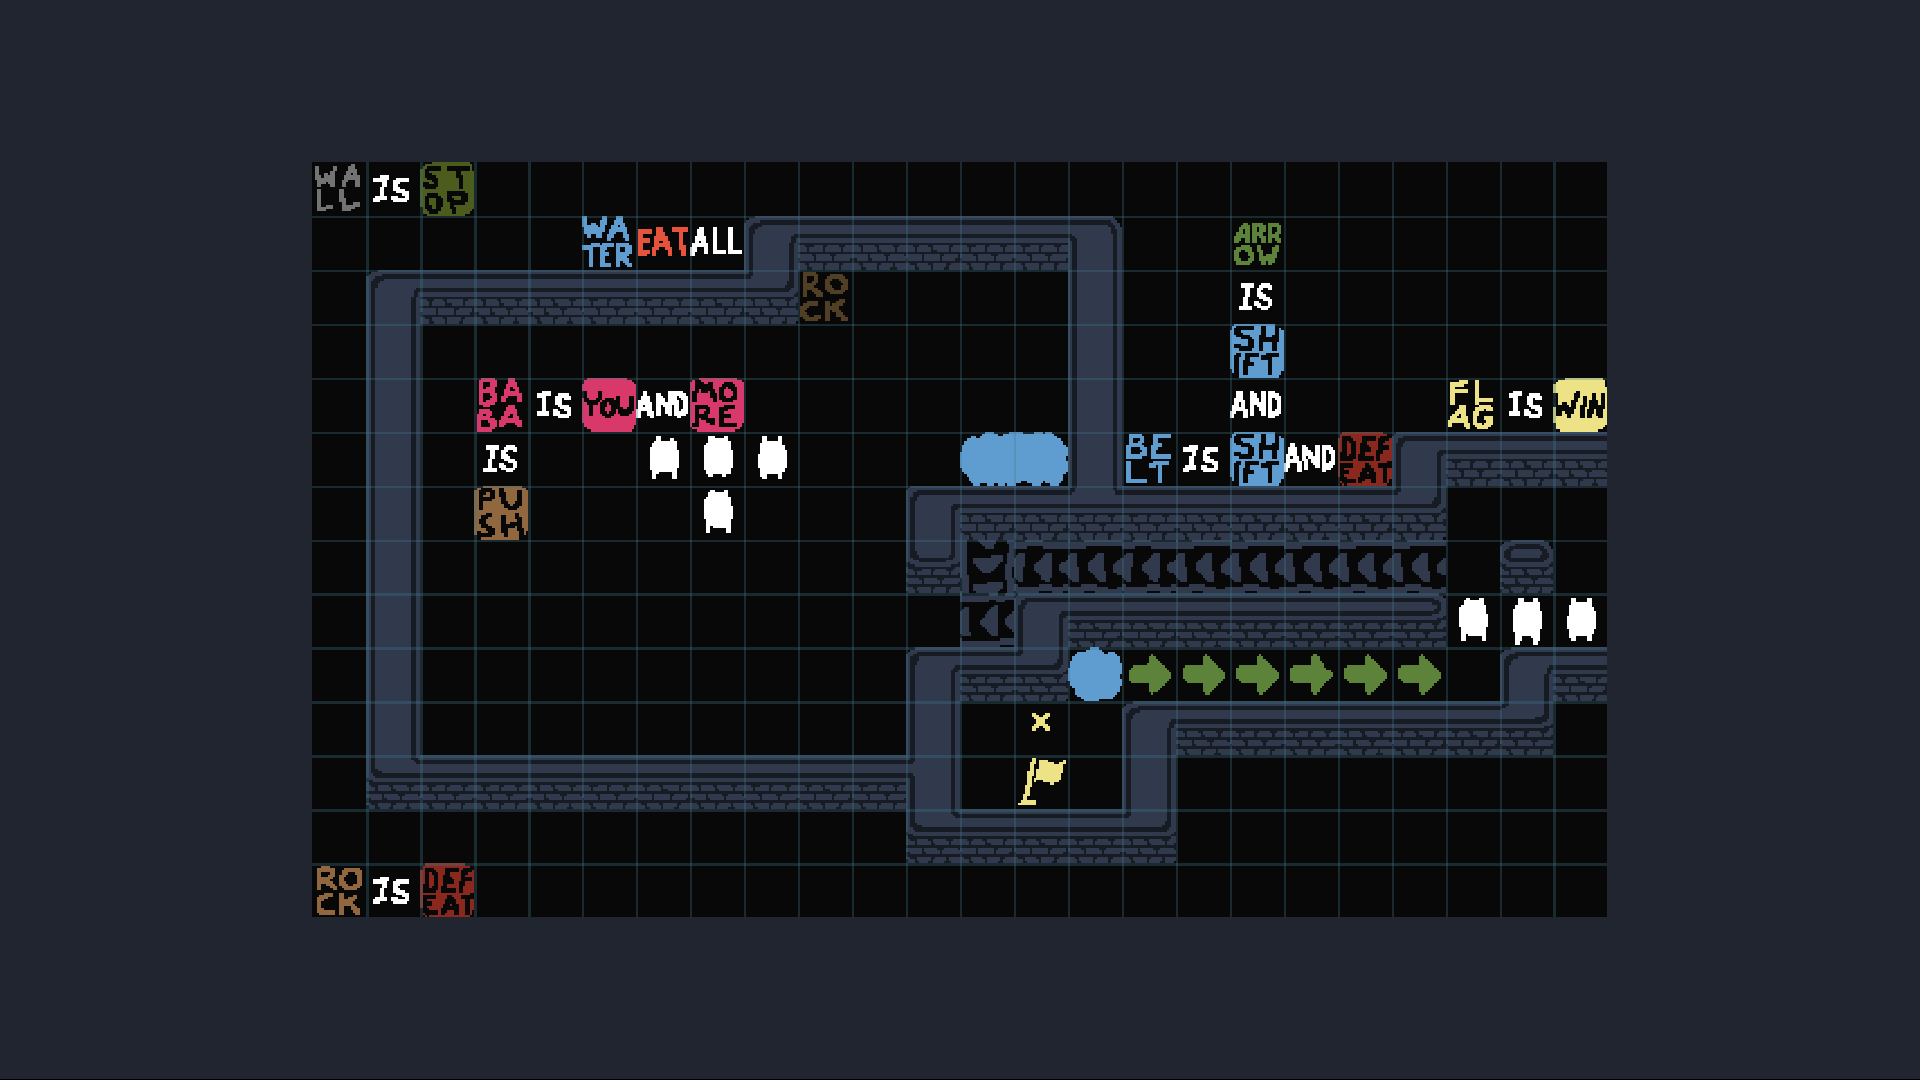 WALL IS STOP
WATER EAT ALL
ARROW
IS
ROCK
SHIFT
BABA IS YOU AND MORE
AND
FLAG IS WIN
IS
BELT IS SHIFT AND DEFEAT
PUSH
ROCK IS DEFEAT